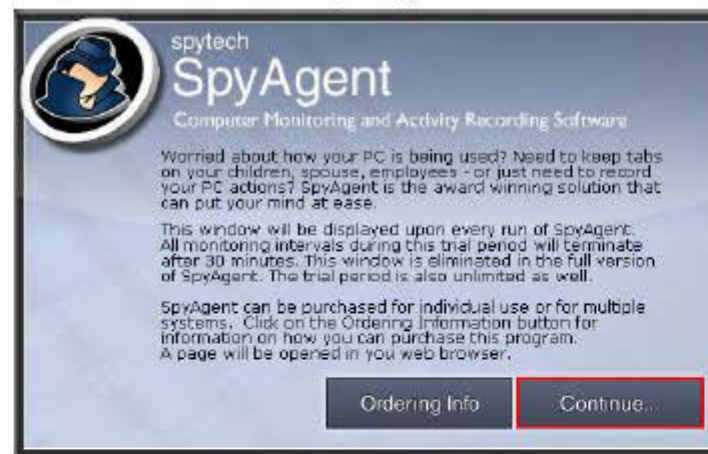 spytech
SpyAgent
Computer Monitoring and Activity Recording Software
Worried about how your PC is being used? Need to keep tabs
on your children, spouse, employees - or just need to record
your PC actions? SpyAgent is the award winning solution that
can put your mind at ease.
This window will be displayed upon every run of SpyAgent.
All monitoring intervals during this trial period will terminate
after 30 minutes. This window is eliminated in the full version
of SpyAgent. The trial period is also unlimited as well.
SpyAgent can be purchased for individual use or for multiple
systems. Click on the Ordering Information button for
information on how you can purchase this program.
A page will be opened in you web browser.
Ordering Info
Continue...